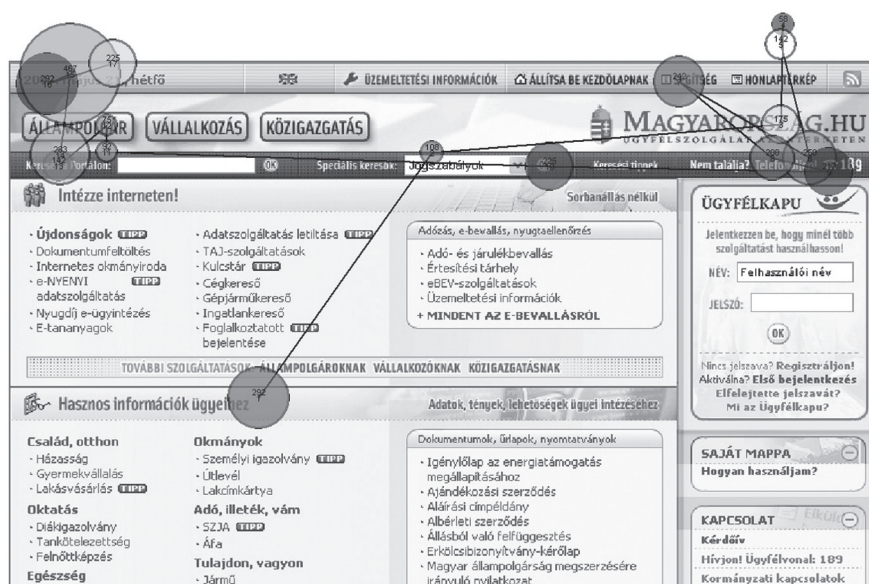 hétfő
ÜZEMELTETÉSI INFORMÁCIÓK ÁLLÍTSA BE KEZDŐLAPNAK HONLAPTÉRKÉP
VÁLLALKOZÁS KÖZIGAZGATÁS
MAGYARORSZÁG.HU
Speciális keresők: Jogszabályok Keresési tippek Nem találja? 189
Intézze interneten!
Sorbanállás nélkül
· Újdonságok TIPP
· Dokumentumfeltöltés
· Internetes okmányiroda
· e-NYENYI TIPP
adatszolgáltatás
· Nyugdíj e-ügyintézés
· E-tananyagok
· Adatszolgáltatás letiltása TIPP
· TAJ-szolgáltatások
· Kulcstár TIPP
· Cégkereső
· Gépjárműkereső
· Ingatlankereső
· Foglalkoztatott TIPP
bejelentése
Adózás, e-bevallás, nyugtaellenőrzés
· Adó- és járulékbevallás
· Értesítési tárhely
· eBEV-szolgáltatások
· Üzemeltetési információk
+ MINDENT AZ E-BEVALLÁSRÓL
TOVÁBBI SZOLGÁLTATÁSOK ÁLLAMPOLGÁROKNAK VÁLLALKOZÓKNAK KÖZIGAZGATÁSNAK
Hasznos információk ügyeihez
Adatok, tények, lehetőségek ügyei intézéséhez
Család, otthon
· Házasság
· Gyermekvállalás
· Lakásvásárlás TIPP
Oktatás
· Diákigazolvány
· Tankötelezettség
· Felnőttképzés
Egészség
Okmányok
· Személyi igazolvány TIPP
· Útlevél
· Lakcímkártya
Adó, illeték, vám
· SZJA TIPP
· Áfa
Tulajdon, vagyon
· Jármű
Dokumentumok, űrlapok, nyomtatványok
· Igénylőlap az energiatámogatás
megállapításához
· Ajándékozási szerződés
· Aláírási címpéldány
· Albérleti szerződés
· Állásból való felfüggesztés
· Erkölcsibizonyítvány-kérőlap
· Magyar állampolgárság megszerzésére
irányuló nyilatkozat
ÜGYFÉLKAPU
Jelentkezzen be, hogy minél több
szolgáltatást használhasson!
NÉV: Felhasználói név
JELSZÓ:
OK
Nincs jelszava? Regisztráljon!
Aktiválna? Első bejelentkezés
Elfelejtette jelszavát?
Mi az Ügyfélkapu?
SAJÁT MAPPA
Hogyan használjam?
KAPCSOLAT
Kérdőív
Hívjon! Ügyfélvonal: 189
Kormányzati kapcsolatok